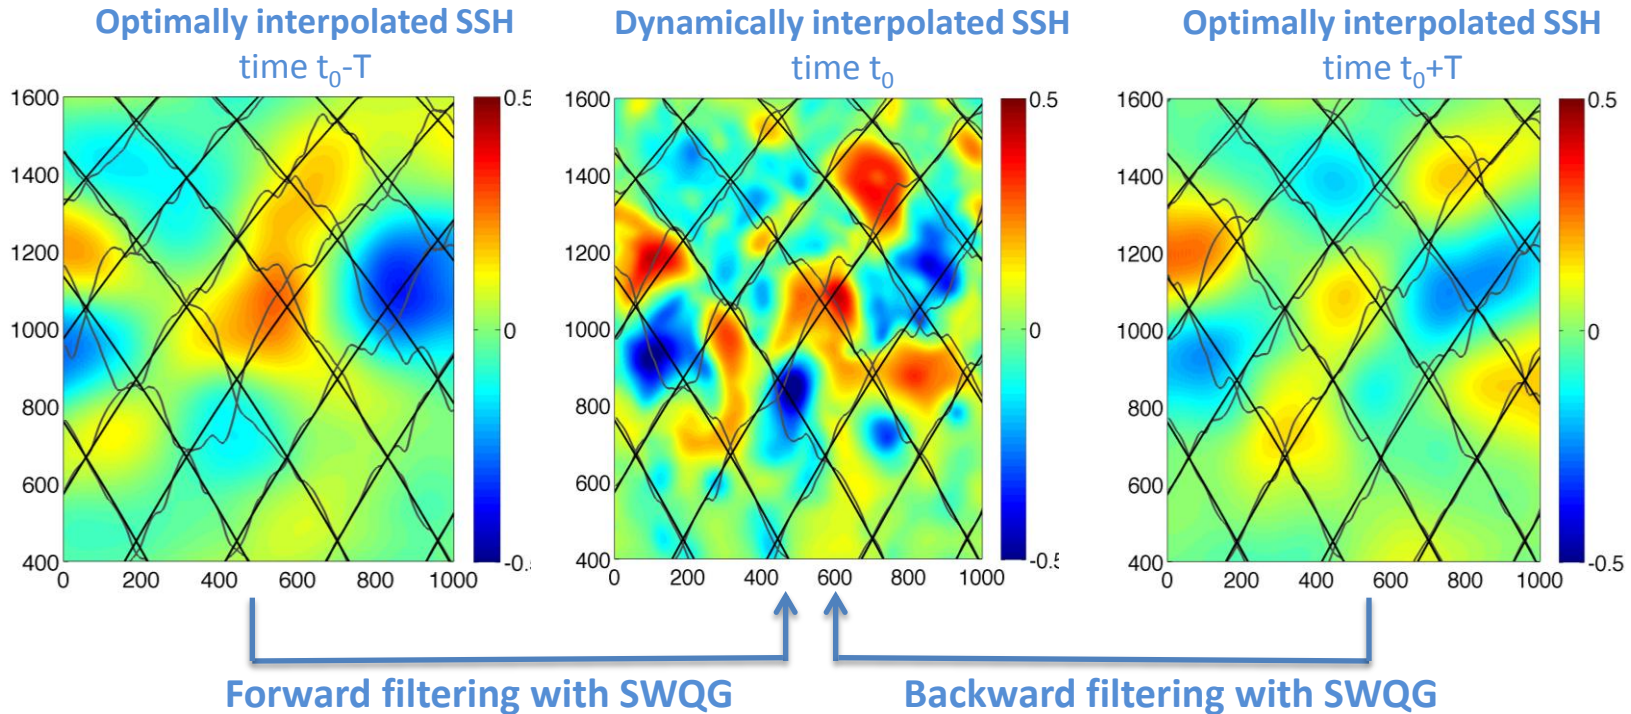 Optimally interpolated SSH
time t₀-T
Dynamically interpolated SSH
time t₀
Optimally interpolated SSH
time t₀+T
1600
1400
1200
1000
800
600
400
0 200 400 600 800 1000
0.5
0
-0.5
1600
1400
1200
1000
800
600
400
0 200 400 600 800 1000
0.5
0
-0.5
1600
1400
1200
1000
800
600
400
0 200 400 600 800 1000
0.5
0
-0.5
Forward filtering with SWQG
Backward filtering with SWQG